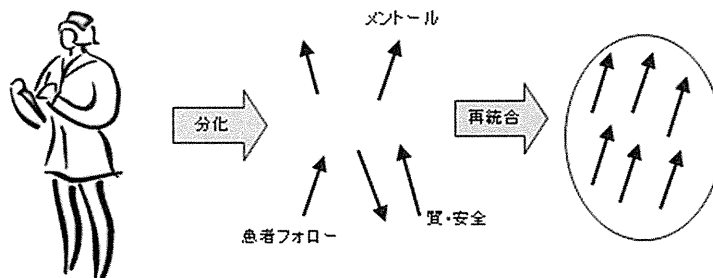 メントール
分化
再統合
患者フォロー
質・安全